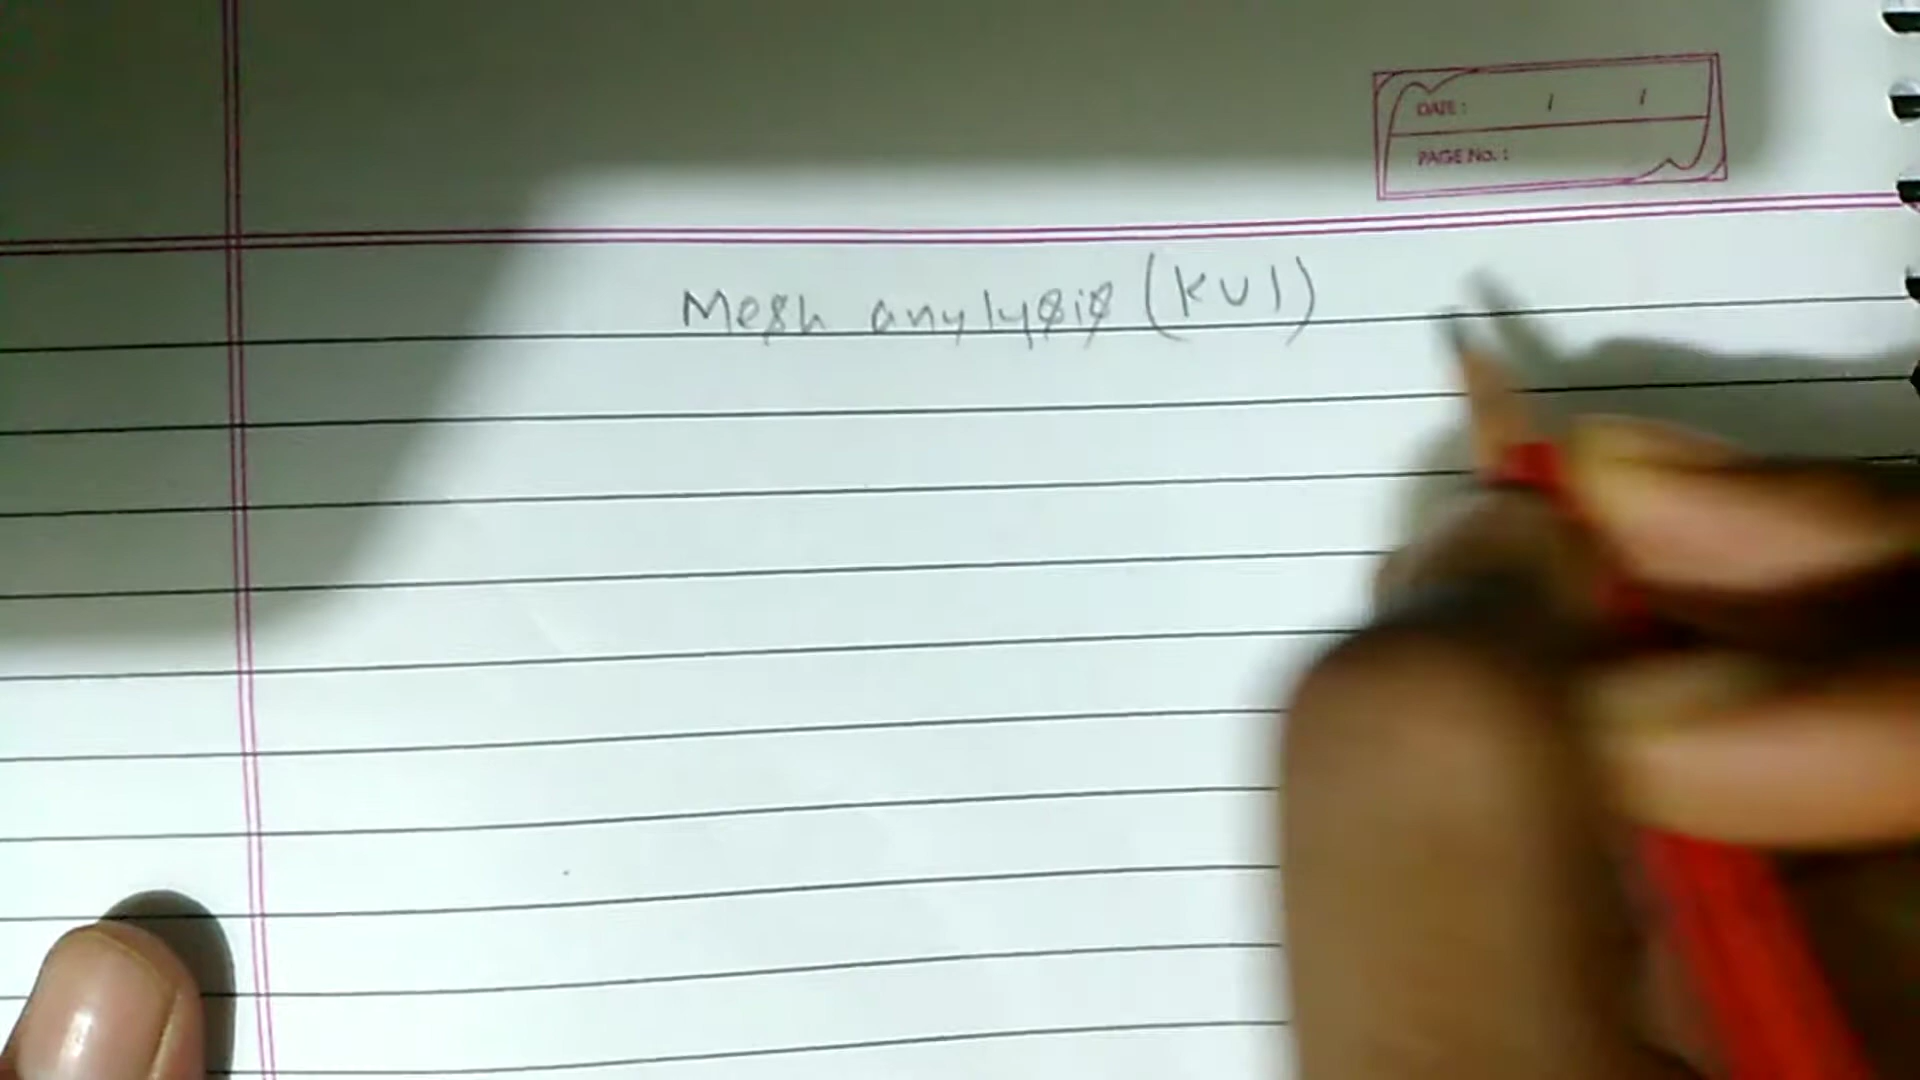 DATE : / /
PAGE No. :
Mesh anylysis (KVl)